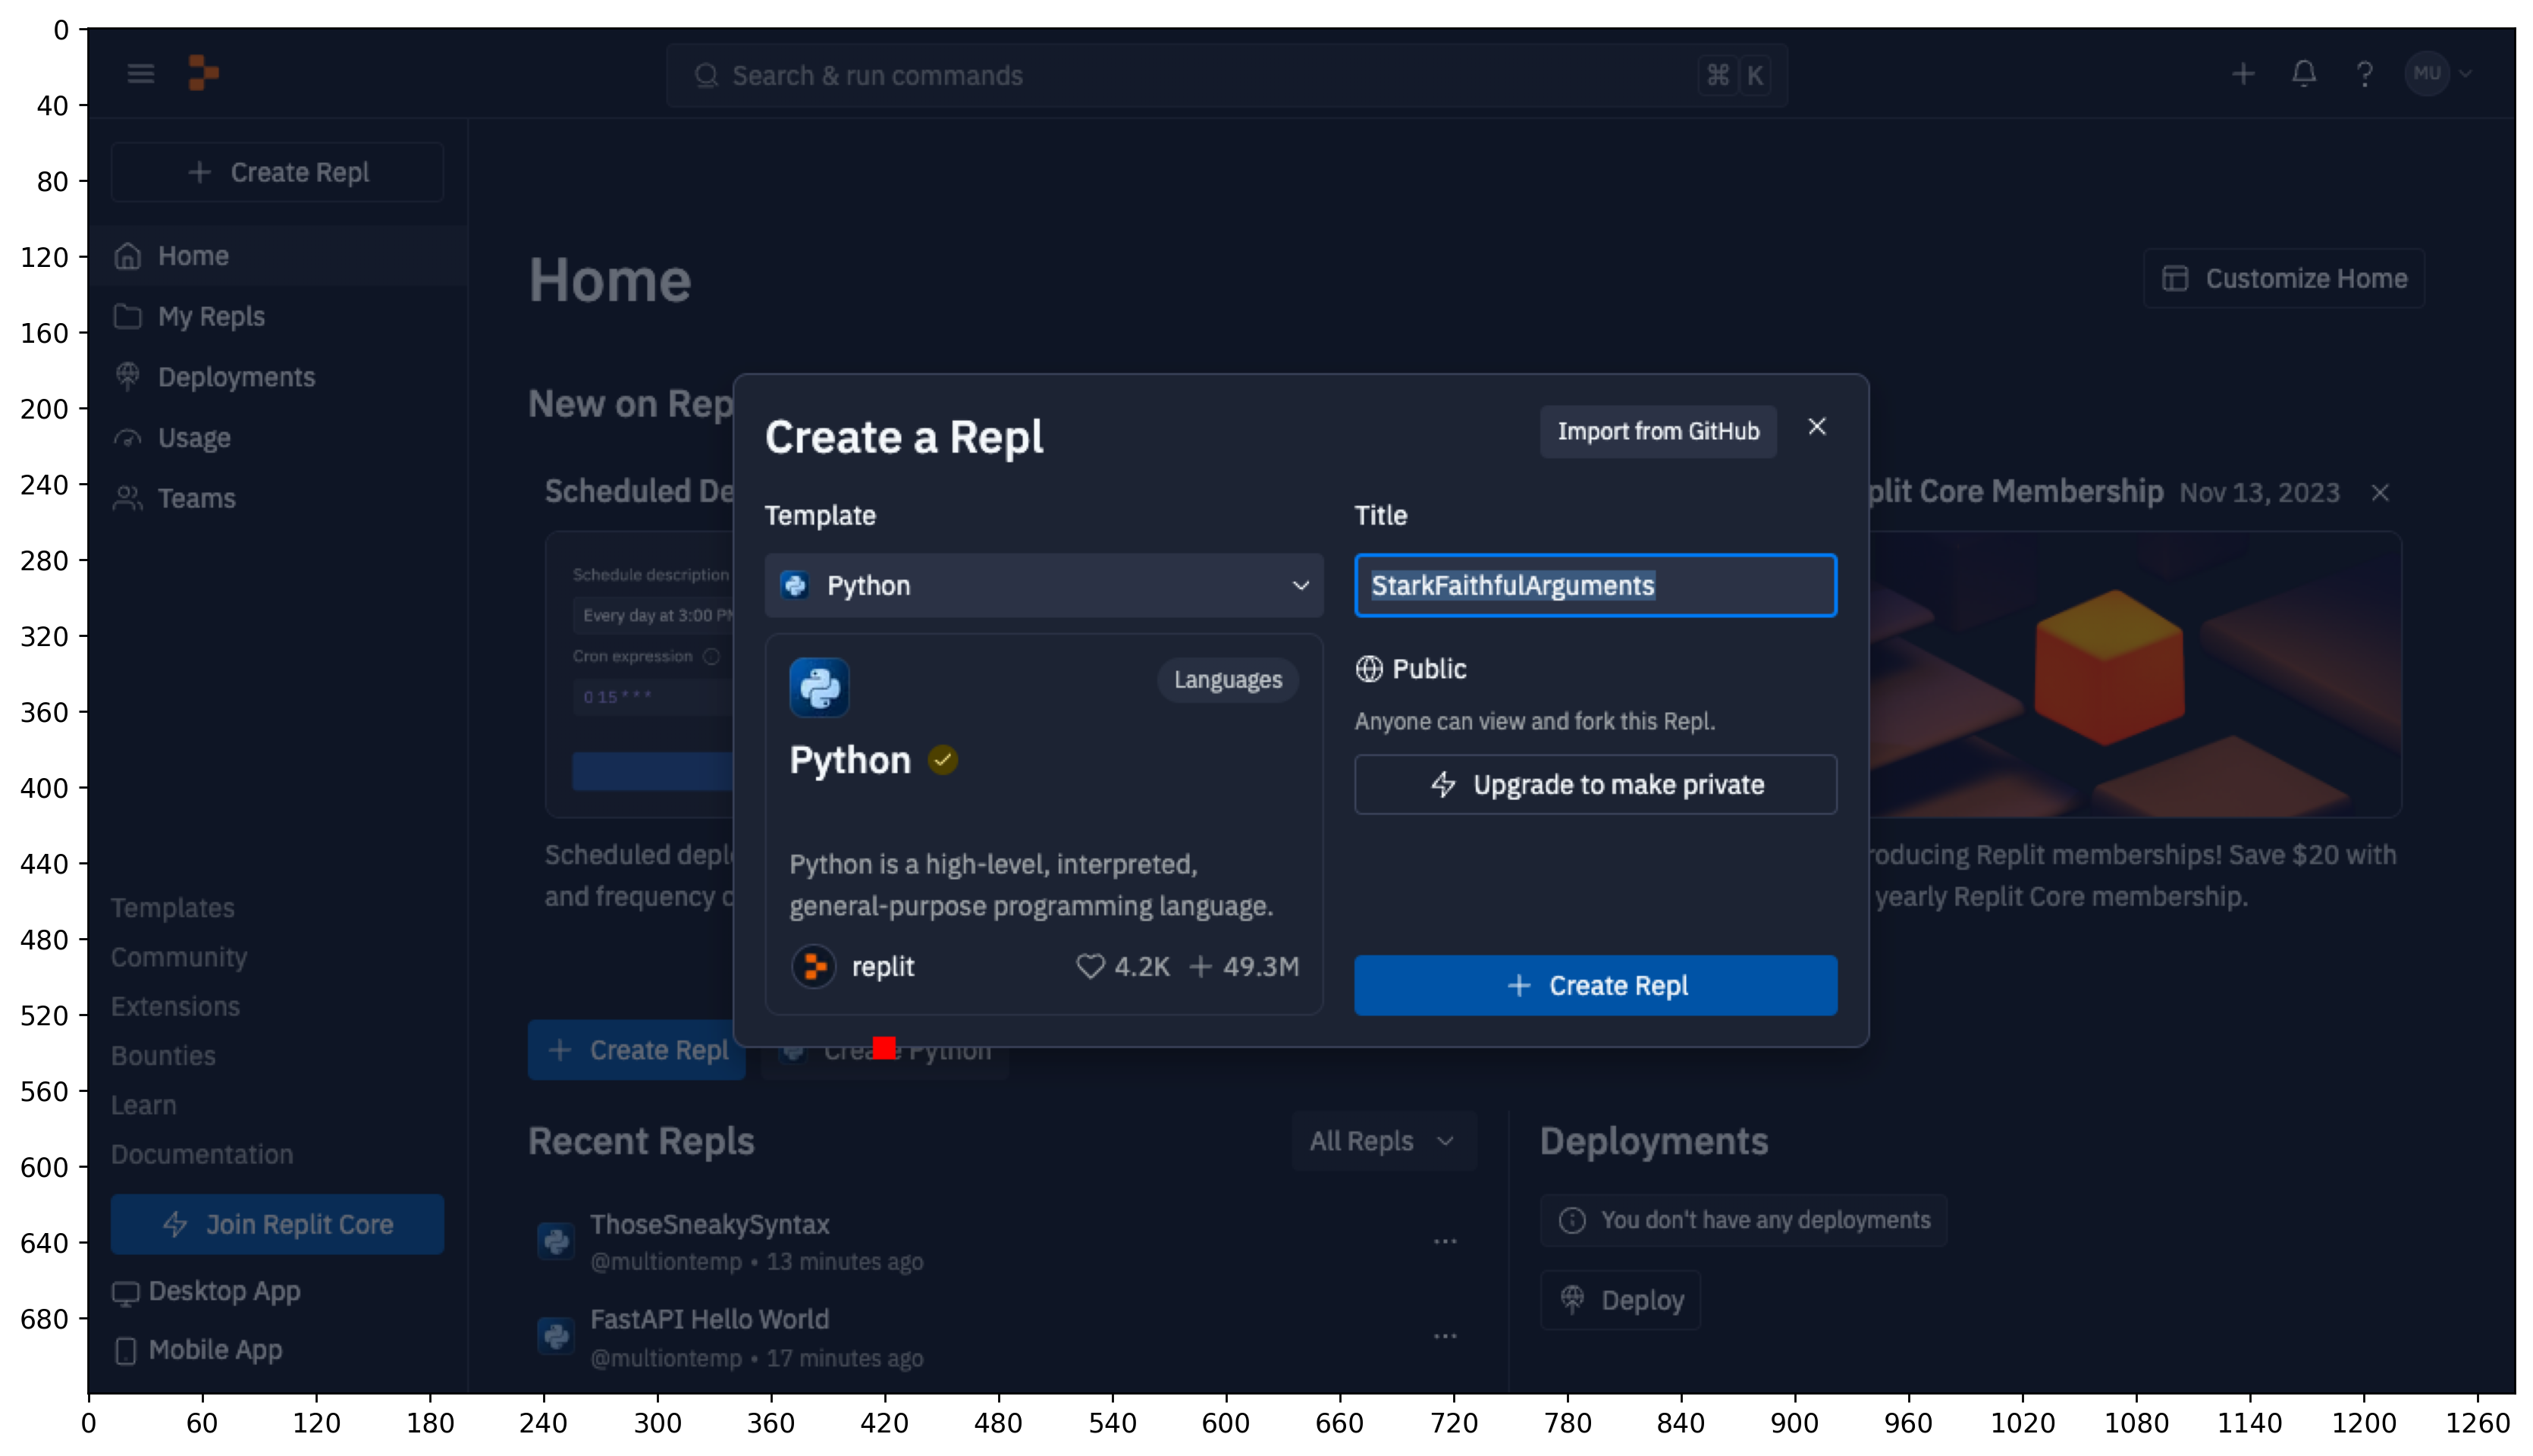 0
40
80
120
160
200
240
280
320
360
400
440
480
520
560
600
640
680
Search & run commands
⌘ K
MU
+ Create Repl
Home
My Repls
Deployments
Usage
Teams
Templates
Community
Extensions
Bounties
Learn
Documentation
Join Replit Core
Desktop App
Mobile App
Home
Customize Home
New on Rep
Scheduled De
Schedule description
Every day at 3:00 PM
Cron expression
0 15 * * *
Scheduled depl
and frequency o
plit Core Membership Nov 13, 2023
roducing Replit memberships! Save $20 with
yearly Replit Core membership.
Create a Repl
Import from GitHub
Template
Python
Languages
Python
Python is a high-level, interpreted,
general-purpose programming language.
replit
4.2K + 49.3M
Title
StarkFaithfulArguments
Public
Anyone can view and fork this Repl.
Upgrade to make private
+ Create Repl
+ Create Repl
Create Python
Recent Repls
All Repls
ThoseSneakySyntax
@multiontemp • 13 minutes ago
...
FastAPI Hello World
@multiontemp • 17 minutes ago
...
Deployments
You don't have any deployments
Deploy
0 60 120 180 240 300 360 420 480 540 600 660 720 780 840 900 960 1020 1080 1140 1200 1260